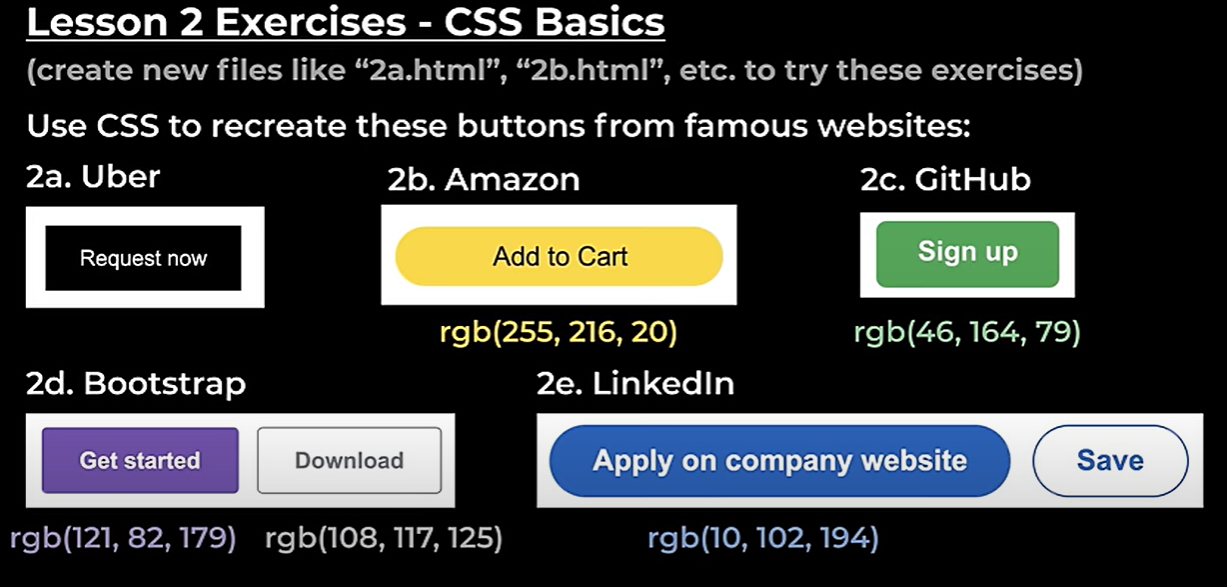 Lesson 2 Exercises - CSS Basics
(create new files like “2a.html”, “2b.html”, etc. to try these exercises)
Use CSS to recreate these buttons from famous websites:
2a. Uber
2b. Amazon
2c. GitHub
Request now
Add to Cart
Sign up
rgb(255, 216, 20)
rgb(46, 164, 79)
2d. Bootstrap
2e. LinkedIn
Get started
Download
Apply on company website
Save
rgb(121, 82, 179)
rgb(108, 117, 125)
rgb(10, 102, 194)